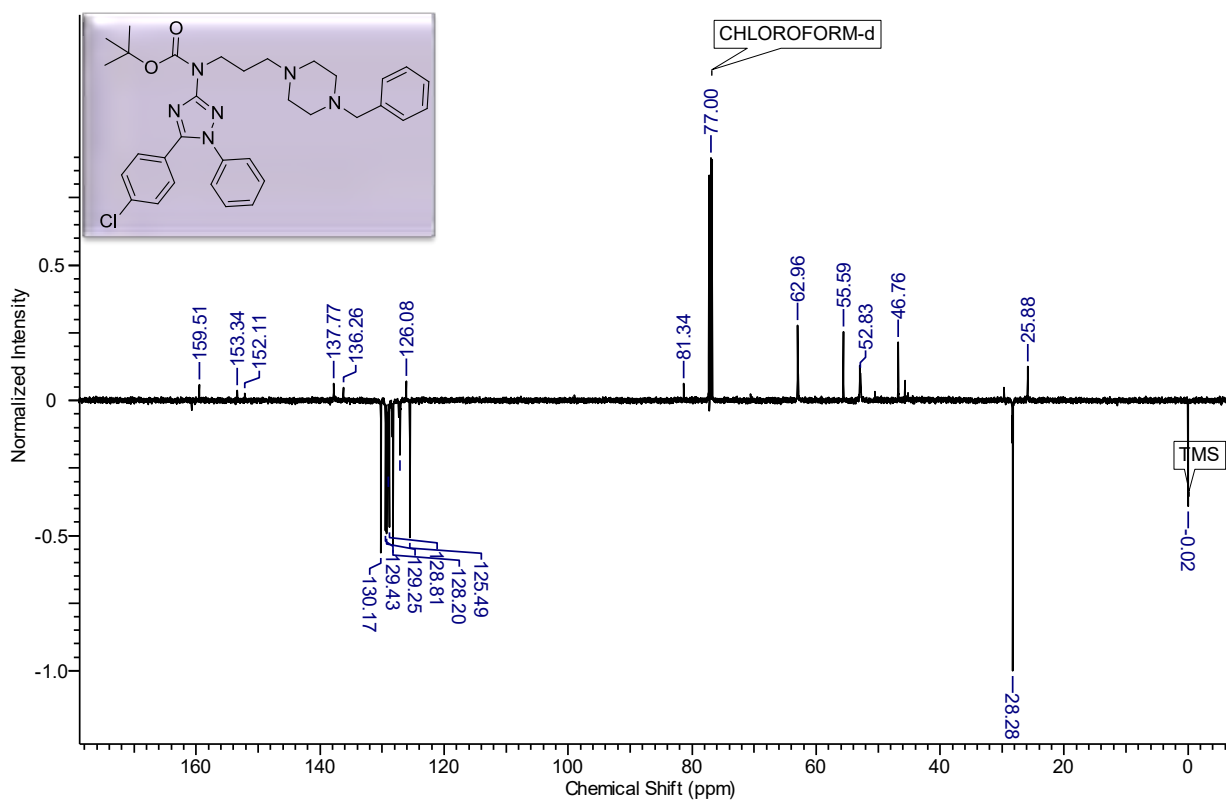 O
O
N
N
N
N
N
N
N
Cl
CHLOROFORM-d
TMS
159.51
153.34
152.11
137.77
136.26
126.08
81.34
77.00
62.96
55.59
52.83
46.76
25.88
130.17
129.43
129.25
128.81
128.20
125.49
28.28
-0.02
0.5
0
-0.5
-1.0
Normalized Intensity
160 140 120 100 80 60 40 20 0
Chemical Shift (ppm)